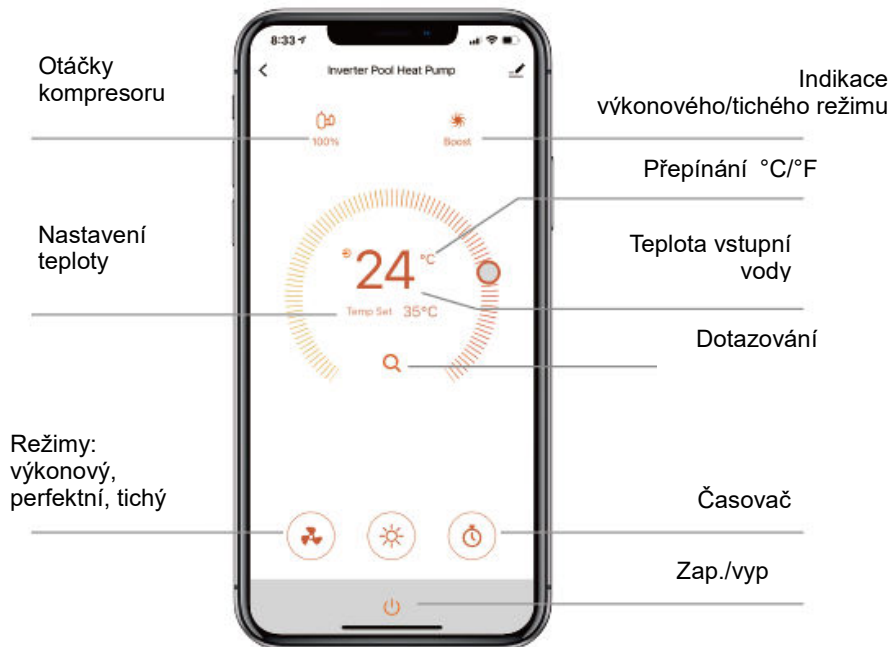 Otáčky
kompresoru
Nastavení
teploty
Režimy:
výkonový,
perfektní, tichý
8:33
Inverter Pool Heat Pump
100%
Boost
24 °C
Temp Set 35°C
Indikace
výkonového/tichého režimu
Přepínání °C/°F
Teplota vstupní
vody
Dotazování
Časovač
Zap./vyp